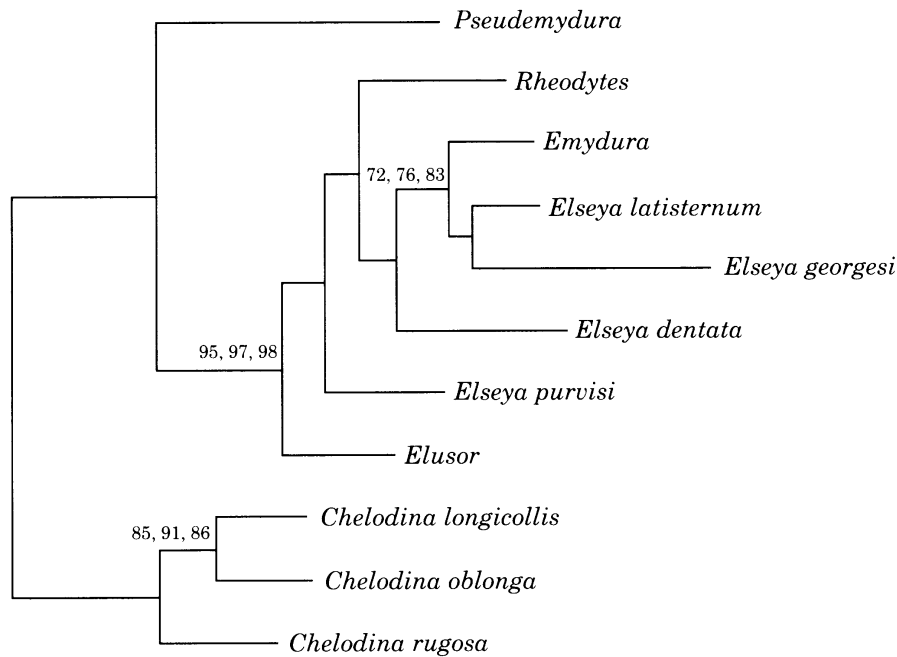 Pseudemydura
Rheodytes
Emydura
72, 76, 83
Elseya latisternum
Elseya georgesi
Elseya dentata
95, 97, 98
Elseya purvisi
Elusor
Chelodina longicollis
85, 91, 86
Chelodina oblonga
Chelodina rugosa